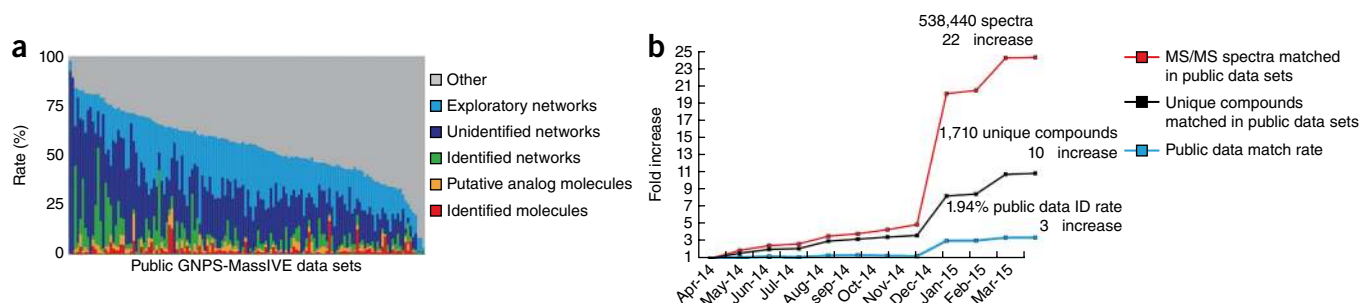 a
100
75
50
25
0
Rate (%)
Public GNPS-MassIVE data sets
Other
Exploratory networks
Unidentified networks
Identified networks
Putative analog molecules
Identified molecules
b
25
23
21
19
17
15
13
11
9
7
5
3
1
Fold increase
538,440 spectra
22 increase
1,710 unique compounds
10 increase
1.94% public data ID rate
3 increase
Apr-14
May-14
Jun-14
Jul-14
Aug-14
sep-14
Oct-14
Nov-14
Dec-14
Jan-15
Feb-15
Mar-15
MS/MS spectra matched
in public data sets
Unique compounds
matched in public data sets
Public data match rate